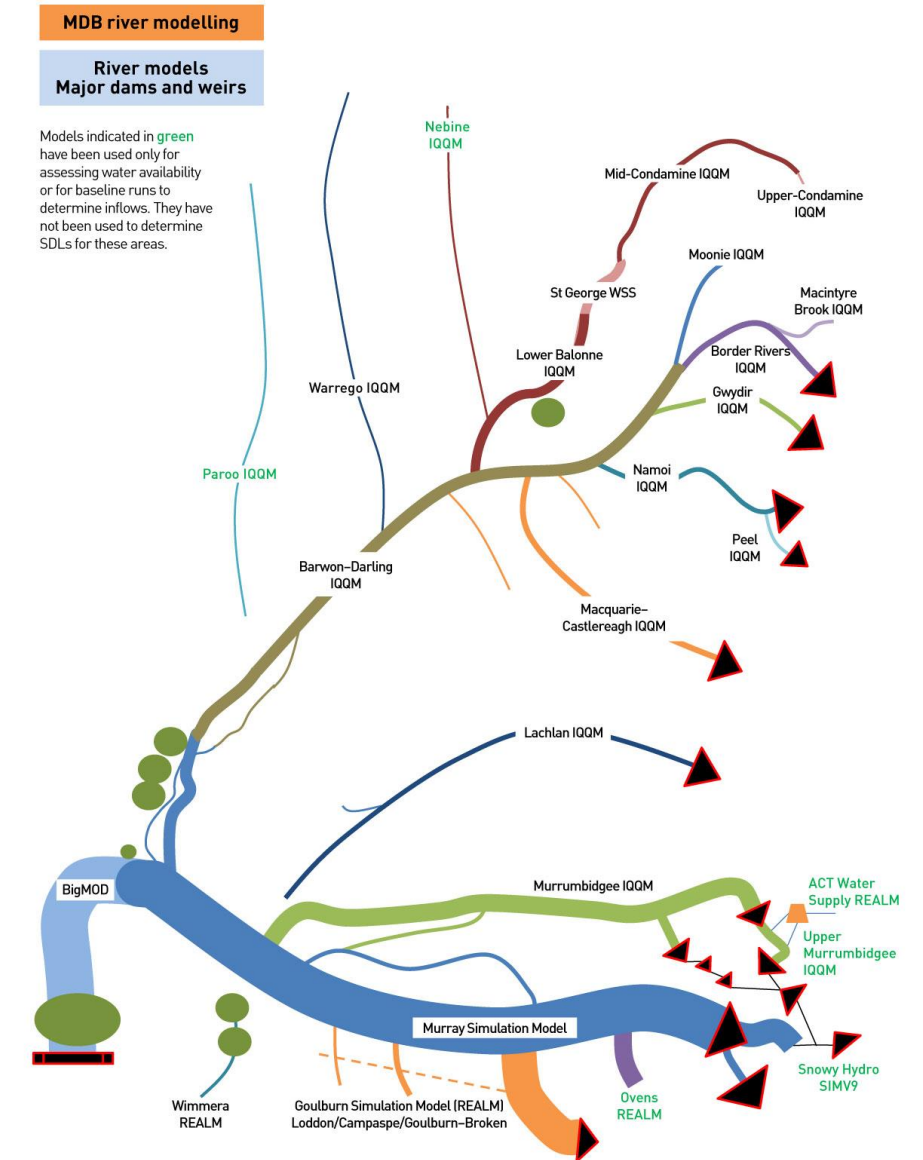 MDB river modelling
River models
Major dams and weirs
Models indicated in green
have been used only for
assessing water availability
or for baseline runs to
determine inflows. They have
not been used to determine
SDLs for these areas.
Nebine
IQQM
Mid-Condamine IQQM
Upper-Condamine
IQQM
Moonie IQQM
St George WSS
Macintyre
Brook IQQM
Lower Balonne
IQQM
Border Rivers
IQQM
Warrego IQQM
Gwydir
IQQM
Paroo IQQM
Namoi
IQQM
Peel
IQQM
Barwon–Darling
IQQM
Macquarie–
Castlereagh IQQM
Lachlan IQQM
BigMOD
Murrumbidgee IQQM
ACT Water
Supply REALM
Upper
Murrumbidgee
IQQM
Murray Simulation Model
Snowy Hydro
SIMV9
Wimmera
REALM
Goulburn Simulation Model (REALM)
Loddon/Campaspe/Goulburn–Broken
Ovens
REALM